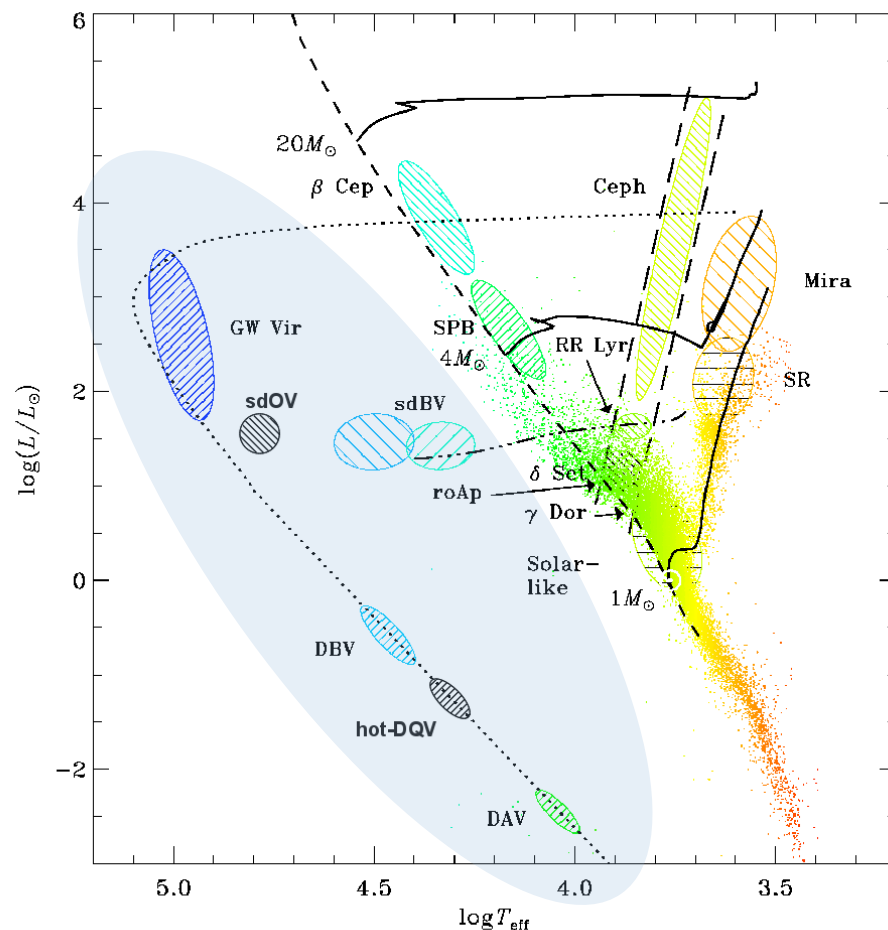 6
20M⊙
β Cep
Ceph
4
Mira
GW Vir
SPB
RR Lyr
4M⊙
SR
2
sdOV
sdBV
log(L/L⊙)
δ Sct
roAp
γ Dor
Solar-
like
0
1M⊙
DBV
hot-DQV
−2
DAV
5.0 4.5 4.0 3.5
log T_eff